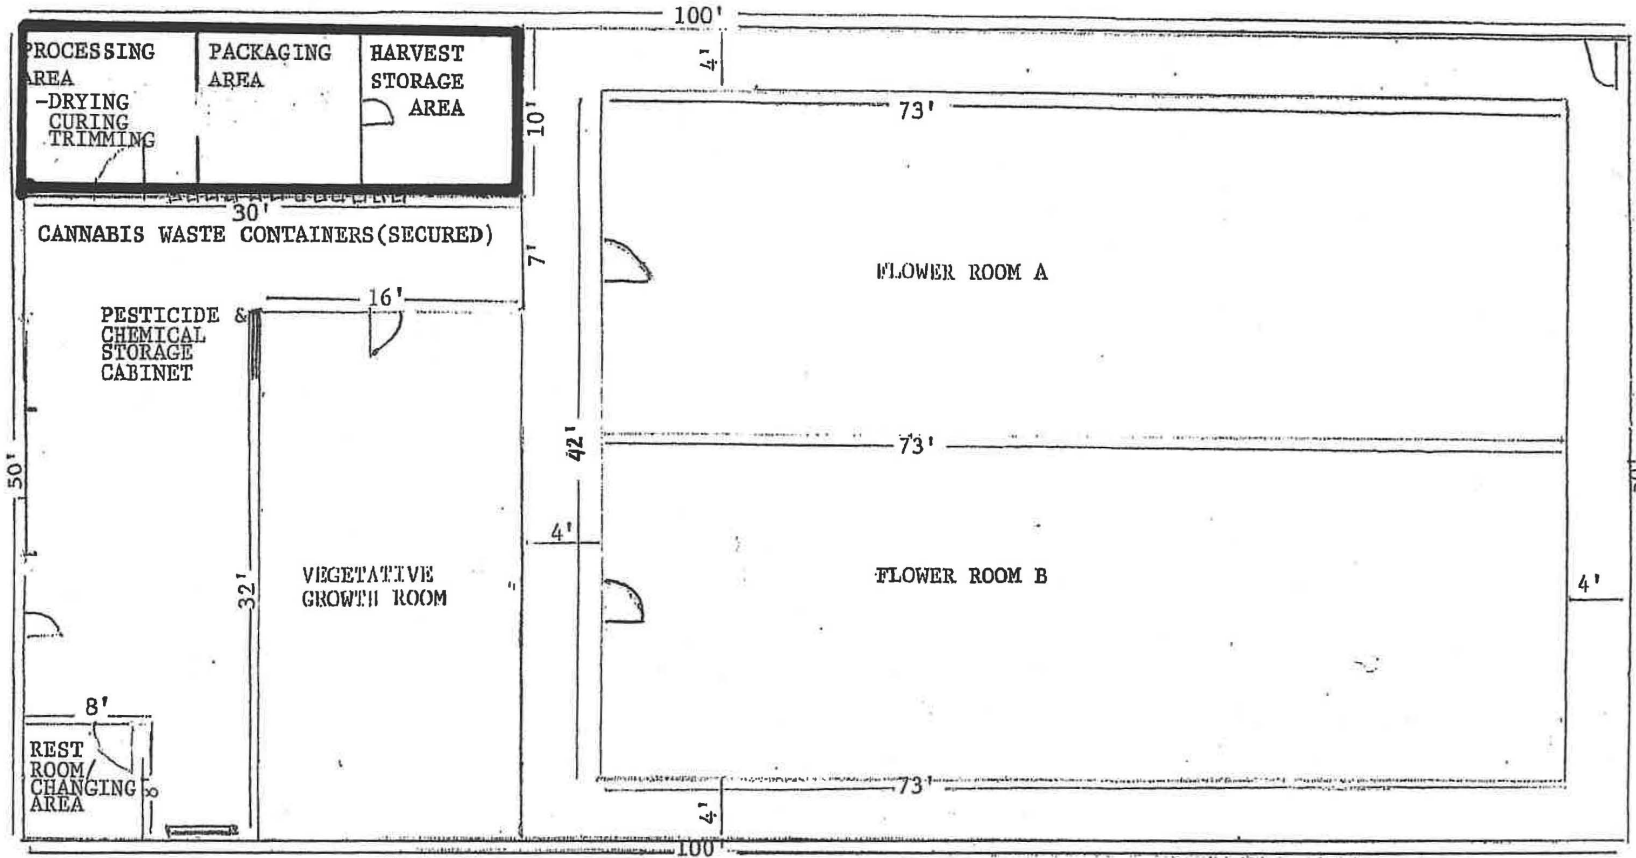 100'
PROCESSING
AREA
-DRYING
CURING
TRIMMING
PACKAGING
AREA
HARVEST
STORAGE
AREA
4'
10'
73'
30'
CANNABIS WASTE CONTAINERS(SECURED)
7'
FLOWER ROOM A
16'
PESTICIDE &
CHEMICAL
STORAGE
CABINET
42'
73'
50'
4'
VEGETATIVE
GROWTH ROOM
32'
FLOWER ROOM B
4'
8'
REST
ROOM/
CHANGING
AREA
8
73'
4'
100'